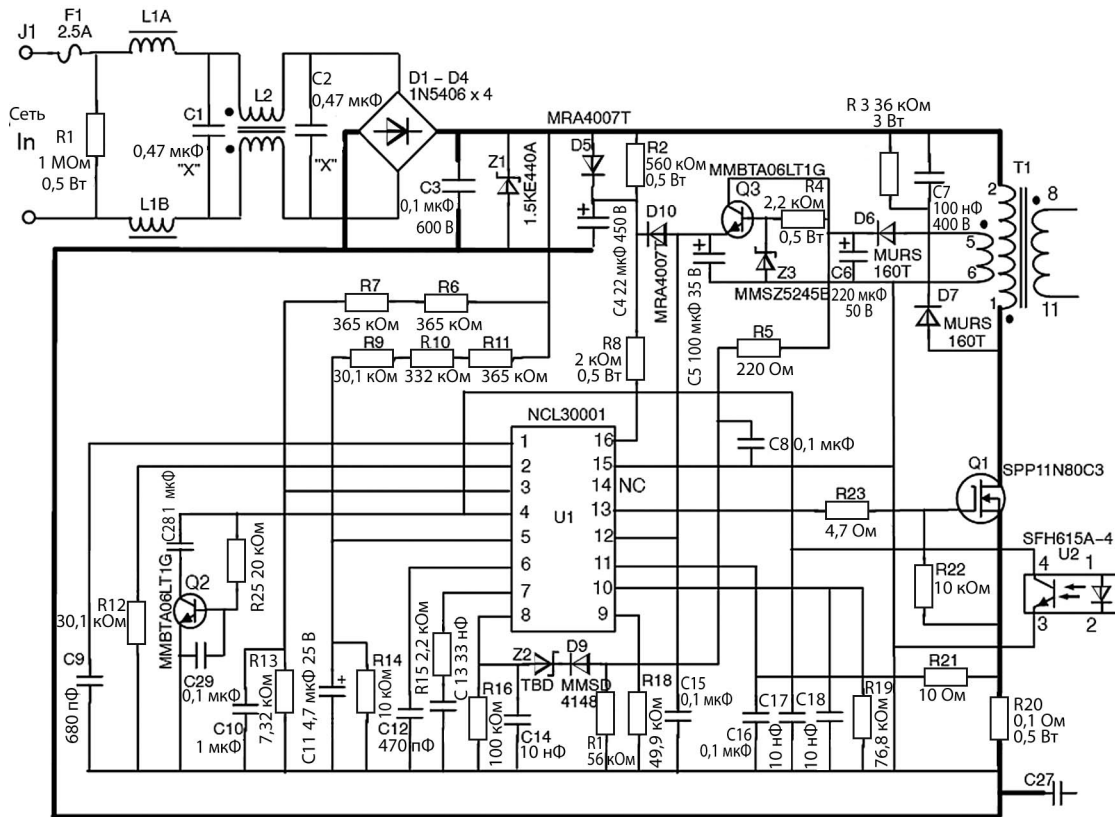 J1
F1
2.5A
L1A
Сеть
In
R1
1 МОм
0,5 Вт
L1B
C1
0,47 мкФ
"X"
L2
C2
0,47 мкФ
"X"
D1 – D4
1N5406 x 4
C3
0,1 мкФ
600 В
Z1
1.5KE440A
MRA4007T
D5
R2
560 кОм
0,5 Вт
C4 22 мкФ 450 В
D10
MRA4007T
MMBTA06LT1G
Q3
R4
2,2 кОм
0,5 Вт
Z3
MMSZ5245B
C5 100 мкФ 35 В
D6
MURS
160T
C6
220 мкФ
50 В
R 3 36 кОм
3 Вт
C7
100 нФ
400 В
D7
MURS
160T
T1
2
5
6
1
8
11
R7
365 кОм
R6
365 кОм
R9
30,1 кОм
R10
332 кОм
R11
365 кОм
R8
2 кОм
0,5 Вт
R5
220 Ом
C8 0,1 мкФ
NCL30001
U1
1
2
3
4
5
6
7
8
16
15
14
NC
13
12
11
10
9
R23
4,7 Ом
Q1
SPP11N80C3
R22
10 кОм
SFH615A–4
U2
4
1
3
2
R21
10 Ом
R20
0,1 Ом
0,5 Вт
C27
C9
680 пФ
R12
30,1 кОм
C28 1 мкФ
MMBTA06LT1G
Q2
R25 20 кОм
C29
0,1 мкФ
C10
1 мкФ
R13
7,32 кОм
C11 4,7 мкФ 25 В
R14
10 кОм
C12
470 пФ
R15 2,2 кОм
C 13 33 нФ
R16
100 кОм
Z2
TBD
D9
MMSD
4148
C14
10 нФ
R1
56 кОм
R18
49,9 кОм
C15
0,1 мкФ
C16
0,1 мкФ
C17
10 нФ
C18
10 нФ
R19
76,8 кОм